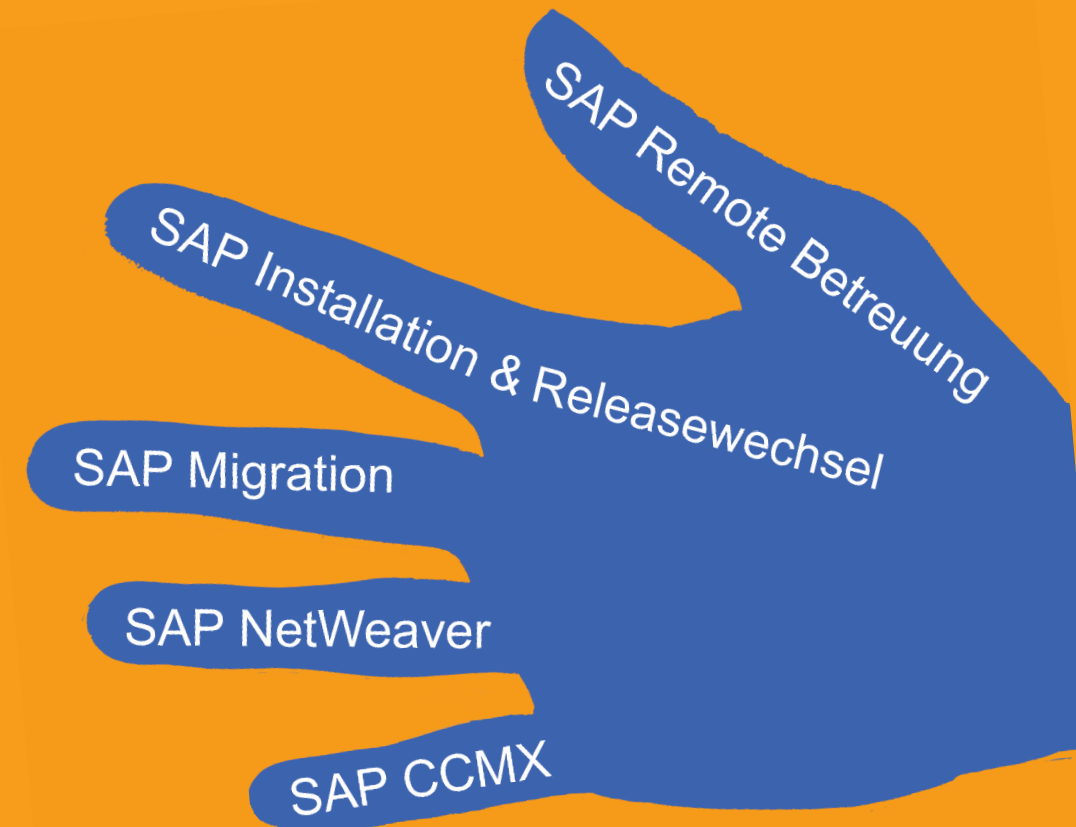 SAP Remote Betreuung
SAP Installation & Releasewechsel
SAP Migration
SAP NetWeaver
SAP CCMX